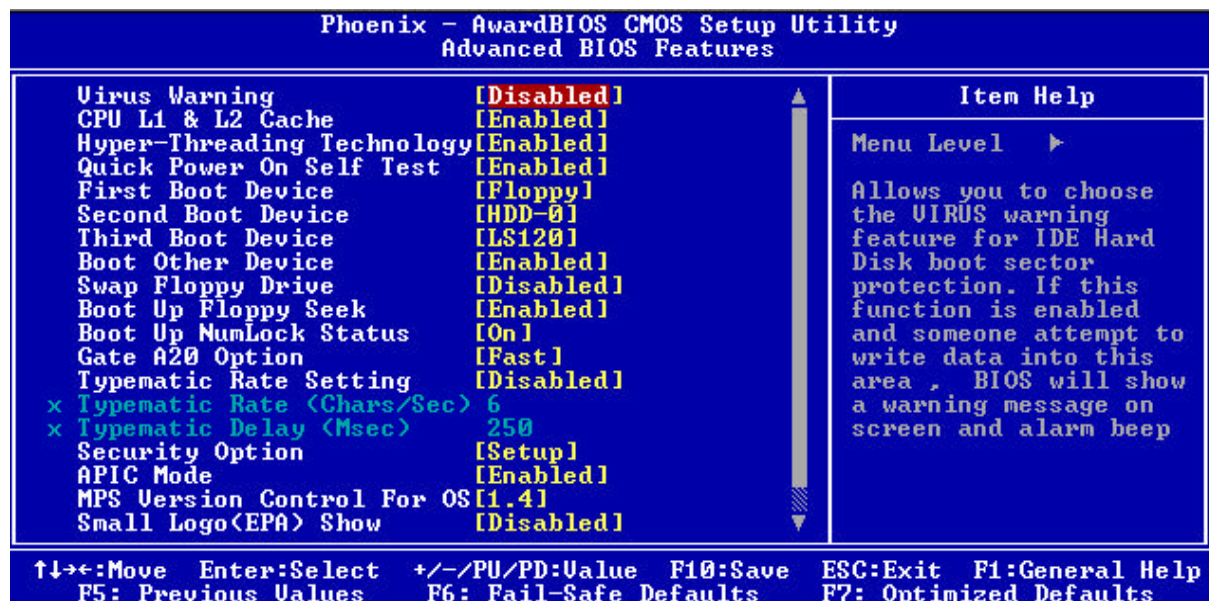 Phoenix - AwardBIOS CMOS Setup Utility
Advanced BIOS Features
Virus Warning [Disabled]
CPU L1 & L2 Cache [Enabled]
Hyper-Threading Technology[Enabled]
Quick Power On Self Test [Enabled]
First Boot Device [Floppy]
Second Boot Device [HDD-0]
Third Boot Device [LS120]
Boot Other Device [Enabled]
Swap Floppy Drive [Disabled]
Boot Up Floppy Seek [Enabled]
Boot Up NumLock Status [On]
Gate A20 Option [Fast]
Typematic Rate Setting [Disabled]
x Typematic Rate (Chars/Sec) 6
x Typematic Delay (Msec) 250
Security Option [Setup]
APIC Mode [Enabled]
MPS Version Control For OS[1.4]
Small Logo(EPA) Show [Disabled]
Item Help
Menu Level ►
Allows you to choose
the VIRUS warning
feature for IDE Hard
Disk boot sector
protection. If this
function is enabled
and someone attempt to
write data into this
area , BIOS will show
a warning message on
screen and alarm beep
↑↓→←:Move Enter:Select +/-/PU/PD:Value F10:Save ESC:Exit F1:General Help
F5: Previous Values F6: Fail-Safe Defaults F7: Optimized Defaults